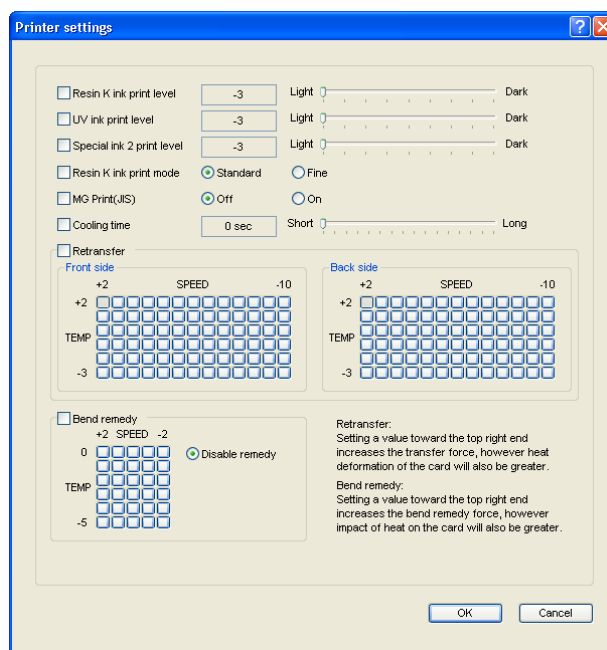 Printer settings
Resin K ink print level -3 Light Dark
UV ink print level -3 Light Dark
Special ink 2 print level -3 Light Dark
Resin K ink print mode Standard Fine
MG Print(JIS) Off On
Cooling time 0 sec Short Long
Retransfer
Front side Back side
+2 SPEED -10 +2 SPEED -10
+2 +2
TEMP TEMP
-3 -3
Bend remedy
+2 SPEED -2
0 Disable remedy
TEMP
-5
Retransfer:
Setting a value toward the top right end
increases the transfer force, however heat
deformation of the card will also be greater.
Bend remedy:
Setting a value toward the top right end
increases the bend remedy force, however
impact of heat on the card will also be greater.
OK Cancel